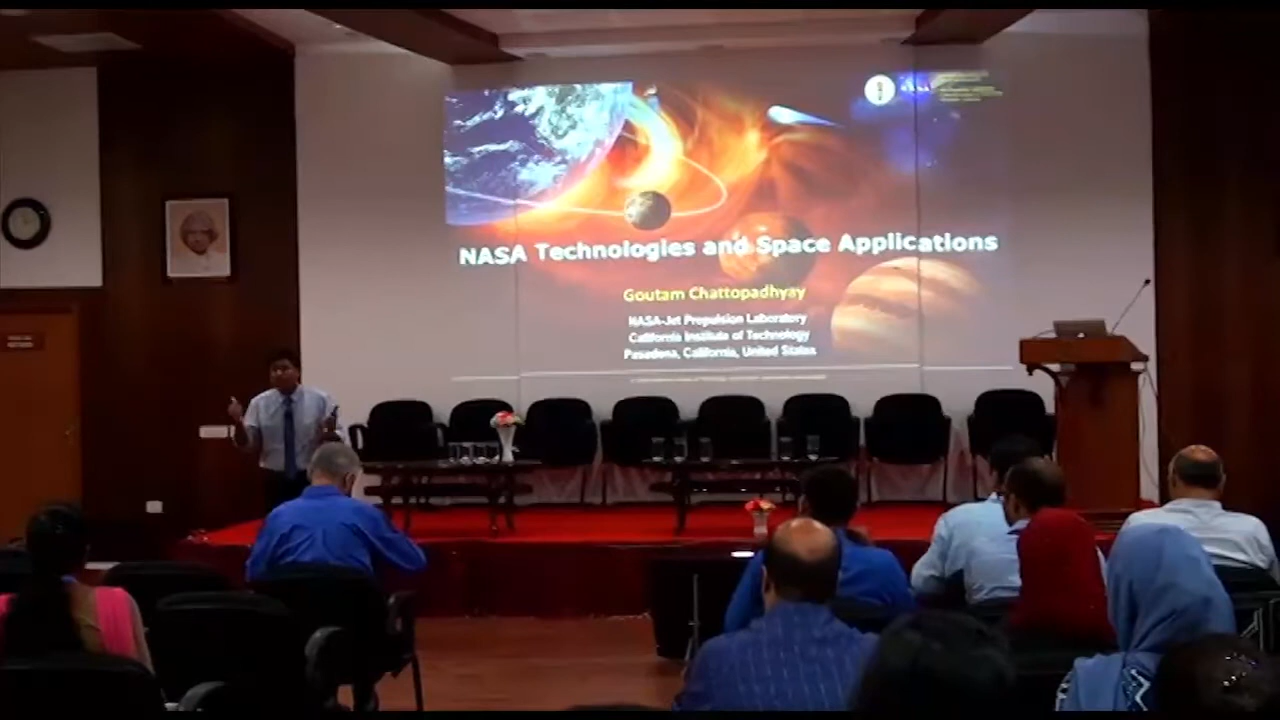 NASA Technologies and Space Applications
Goutam Chattopadhyay
NASA-Jet Propulsion Laboratory
California Institute of Technology
Pasadena, California, United States